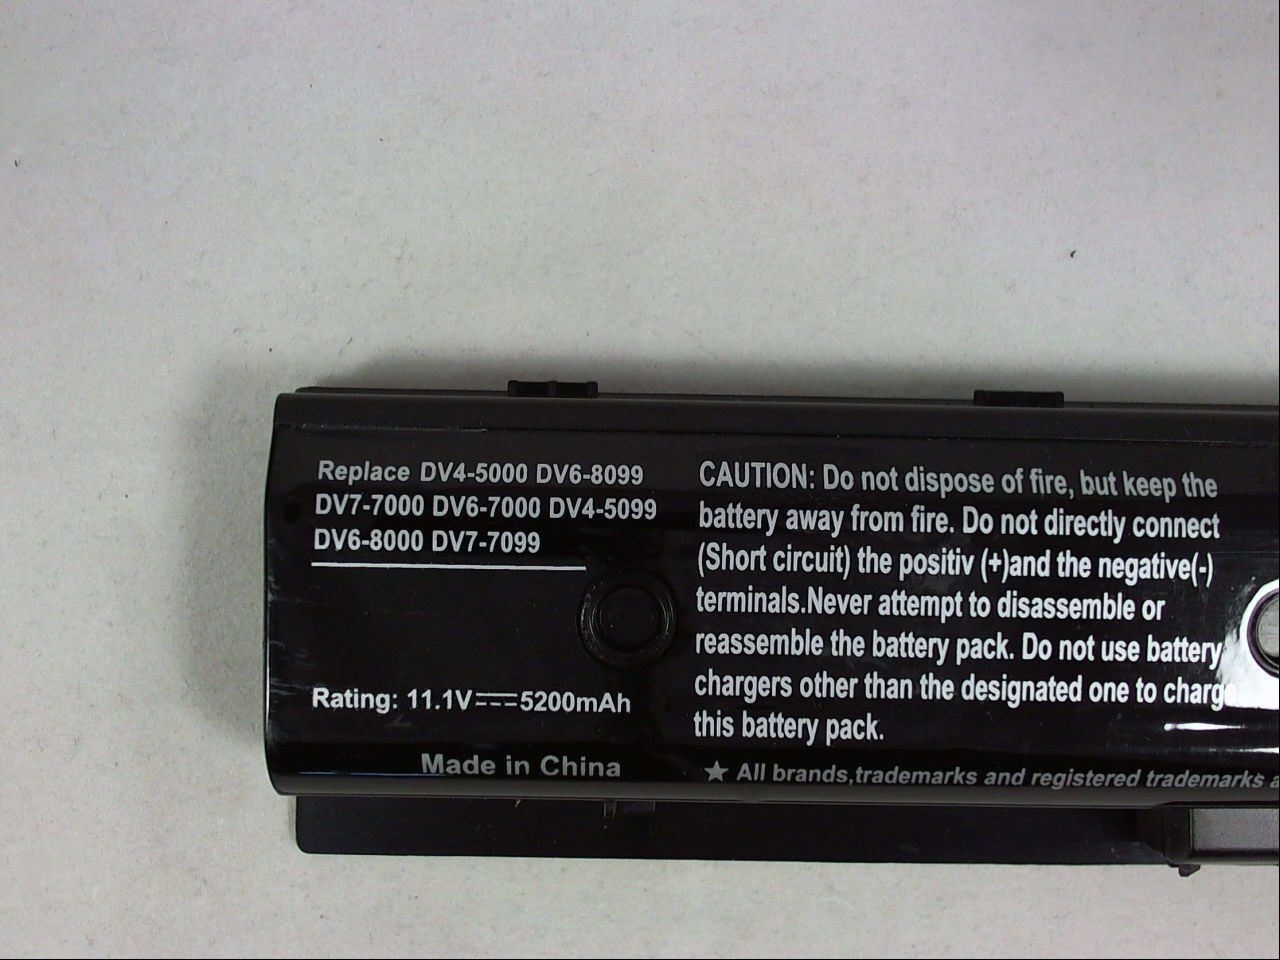 Replace DV4-5000 DV6-8099
DV7-7000 DV6-7000 DV4-5099
DV6-8000 DV7-7099
Rating: 11.1V⎓5200mAh
Made in China
CAUTION: Do not dispose of fire, but keep the
battery away from fire. Do not directly connect
(Short circuit) the positiv (+)and the negative(-)
terminals.Never attempt to disassemble or
reassemble the battery pack. Do not use battery
chargers other than the designated one to charge
this battery pack.
★ All brands,trademarks and registered trademarks